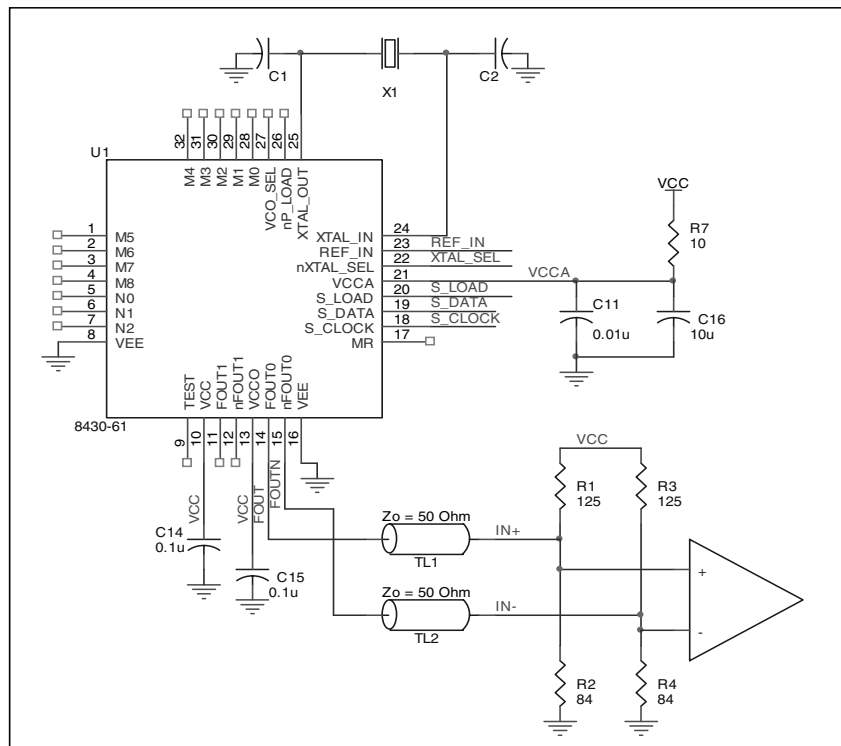 C1
C2
X1
U1
32
31
30
29
28
27
26
25
M4
M3
M2
M1
M0
VCO_SEL
nP_LOAD
XTAL_OUT
1
M5
2
M6
3
M7
4
M8
5
N0
6
N1
7
N2
8
VEE
XTAL_IN
24
REF_IN
23
REF_IN
nXTAL_SEL
22
XTAL_SEL
VCCA
21
VCCA
S_LOAD
20
S_LOAD
S_DATA
19
S_DATA
S_CLOCK
18
S_CLOCK
MR
17
VCC
R7
10
C11
0.01u
C16
10u
TEST
VCC
FOUT1
nFOUT1
VCCO
FOUT0
nFOUT0
VEE
8430-61
9
10
11
12
13
14
15
16
VCC
VCC
FOUT
FOUTN
C14
0.1u
C15
0.1u
VCC
R1
125
R3
125
Zo = 50 Ohm
IN+
TL1
Zo = 50 Ohm
IN-
TL2
+
-
R2
84
R4
84